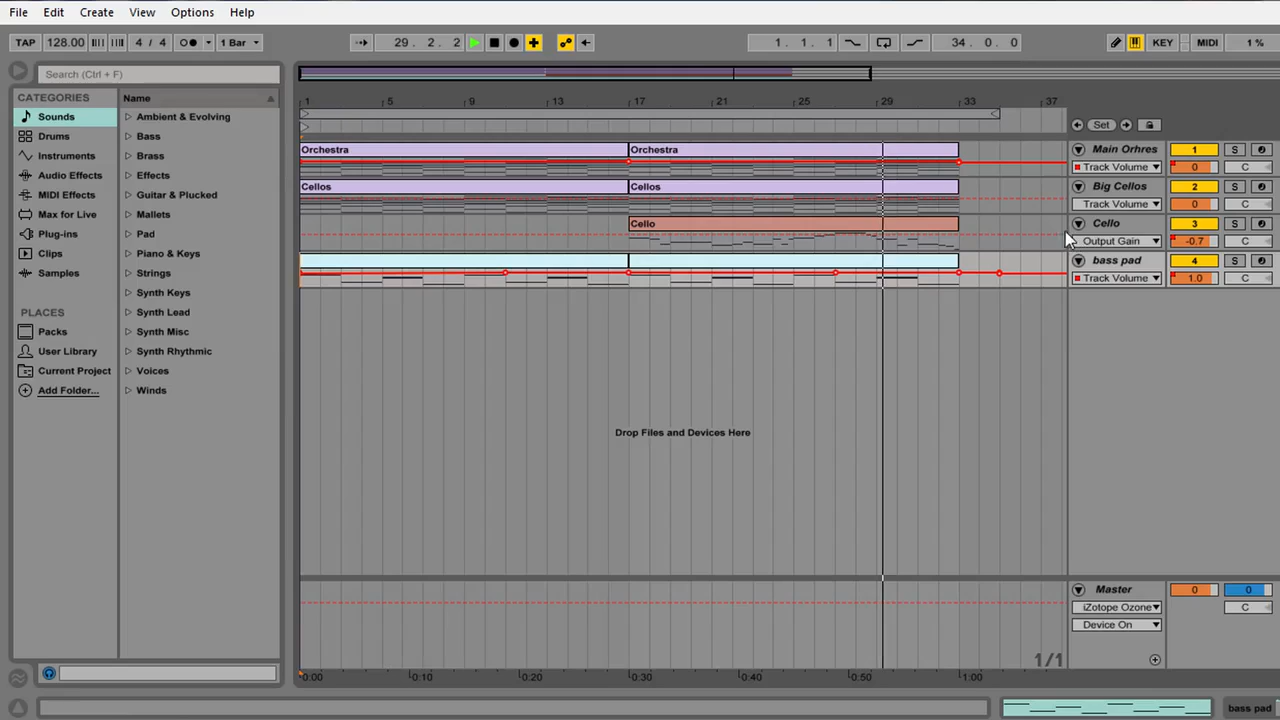 File Edit Create View Options Help
TAP 128.00 4 / 4 1 Bar 29. 2. 2 1. 1. 1 34. 0. 0 KEY MIDI 1 %
Search (Ctrl + F)
CATEGORIES
Sounds
Drums
Instruments
Audio Effects
MIDI Effects
Max for Live
Plug-ins
Clips
Samples
PLACES
Packs
User Library
Current Project
Add Folder...
Name
Ambient & Evolving
Bass
Brass
Effects
Guitar & Plucked
Mallets
Pad
Piano & Keys
Strings
Synth Keys
Synth Lead
Synth Misc
Synth Rhythmic
Voices
Winds
1 5 9 13 17 21 25 29 33 37
Set
Orchestra Orchestra Main Orhres 1 S
Track Volume 0 C
Cellos Cellos Big Cellos 2 S
Track Volume 0 C
Cello Cello 3 S
Output Gain -0.7 C
bass pad 4 S
Track Volume 1.0 C
Drop Files and Devices Here
Master 0 0
iZotope Ozone C
Device On
1/1
0:00 0:10 0:20 0:30 0:40 0:50 1:00
bass pad